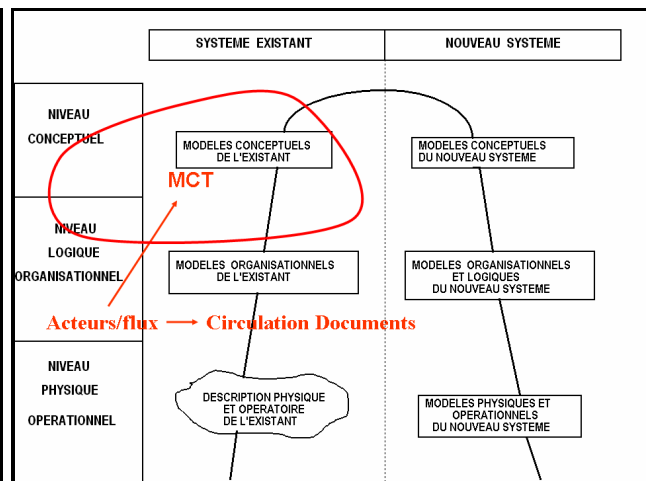 SYSTEME EXISTANT
NOUVEAU SYSTEME
NIVEAU
CONCEPTUEL
MODELES CONCEPTUELS
DE L'EXISTANT
MODELES CONCEPTUELS
DU NOUVEAU SYSTEME
MCT
NIVEAU
LOGIQUE
ORGANISATIONNEL
MODELES ORGANISATIONNELS
DE L'EXISTANT
MODELES ORGANISATIONNELS
ET LOGIQUES
DU NOUVEAU SYSTEME
Acteurs/flux
Circulation Documents
NIVEAU
PHYSIQUE
OPERATIONNEL
DESCRIPTION PHYSIQUE
ET OPERATOIRE
DE L'EXISTANT
MODELES PHYSIQUES ET
OPERATIONNELS
DU NOUVEAU SYSTEME